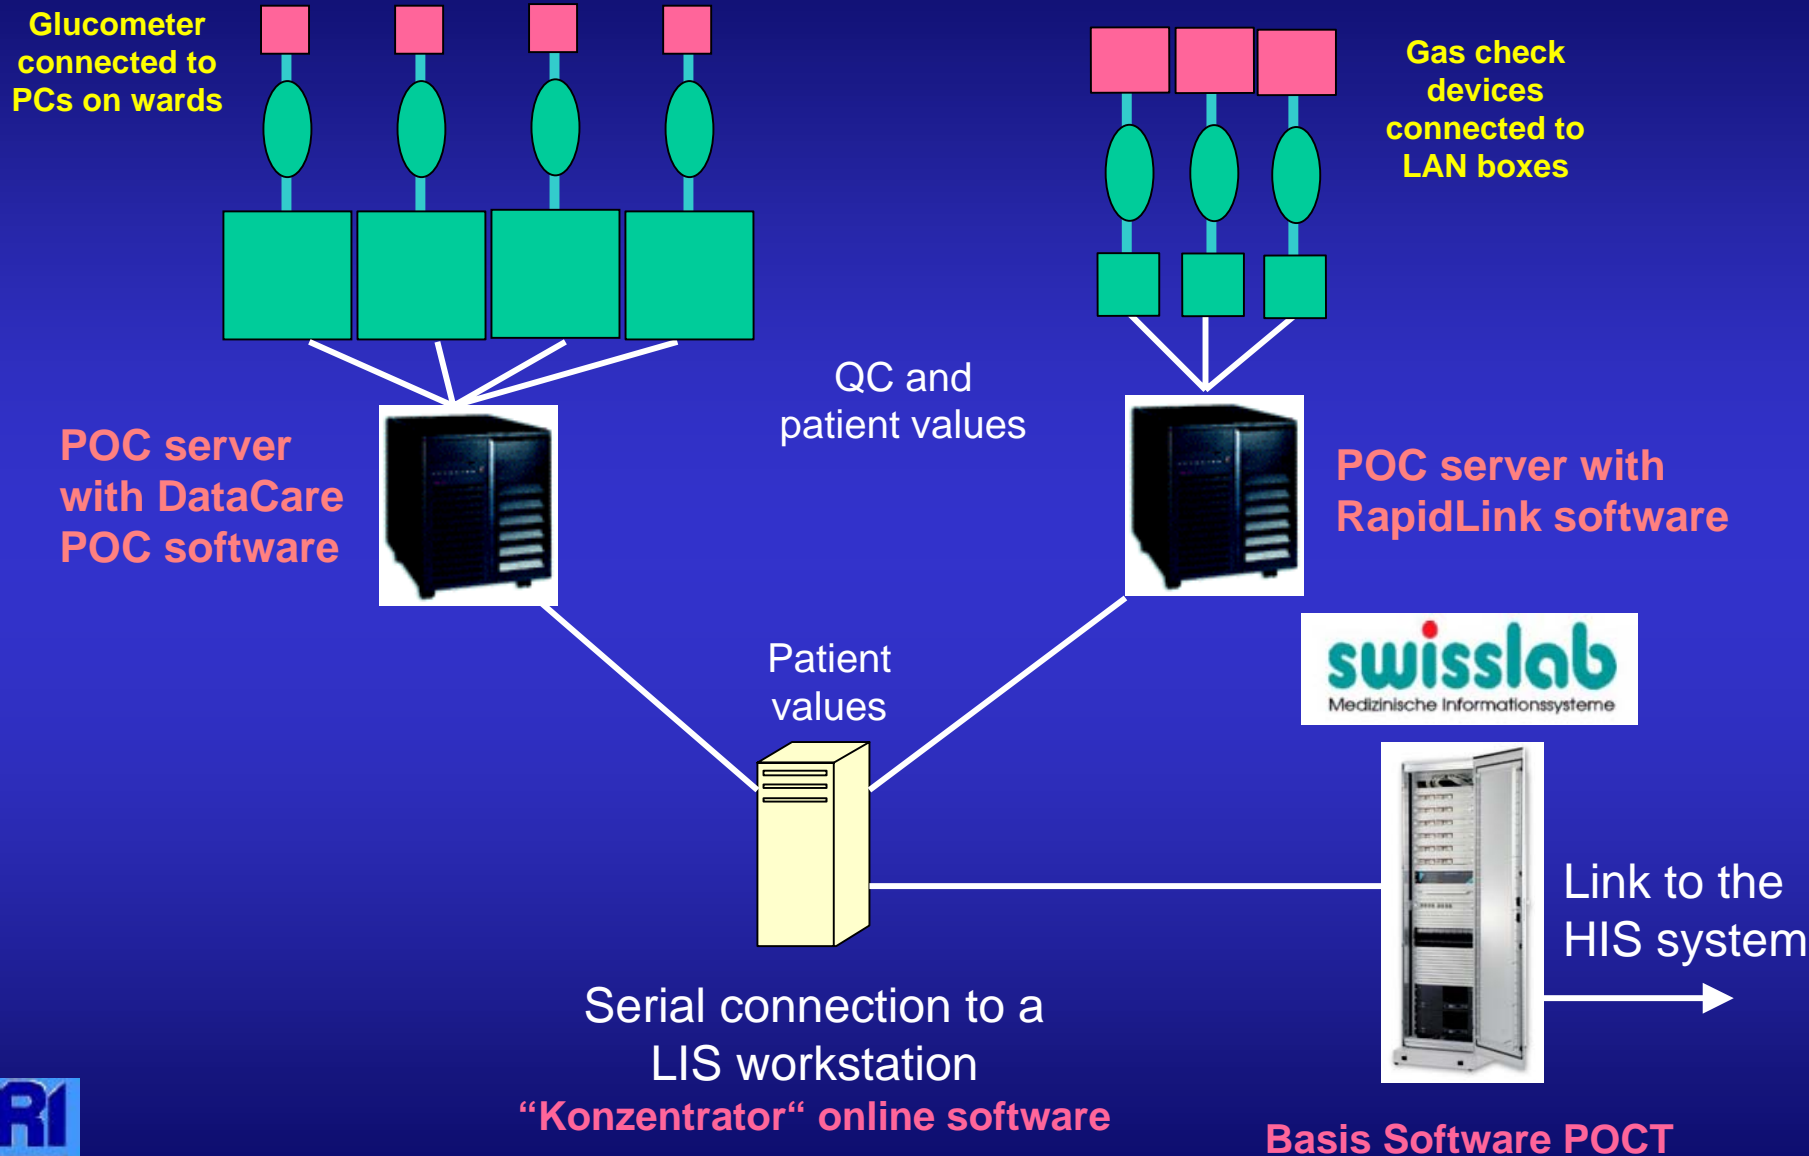 Glucometer
connected to
PCs on wards
Gas check
devices
connected to
LAN boxes
QC and
patient values
POC server
with DataCare
POC software
POC server with
RapidLink software
Patient
values
swisslab
Medizinische Informationssysteme
Link to the
HIS system
Serial connection to a
LIS workstation
“Konzentrator“ online software
Basis Software POCT
R1